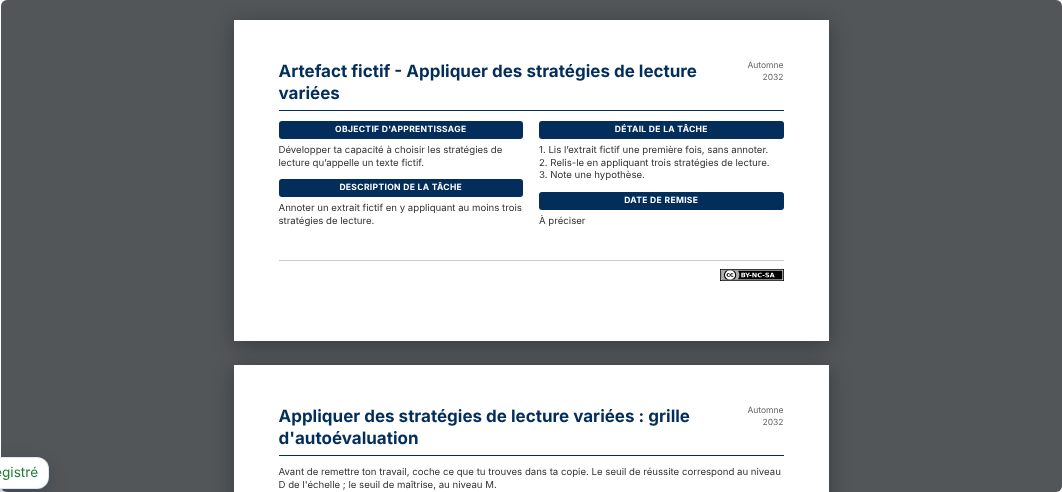 Artefact fictif - Appliquer des stratégies de lecture
variées
Automne
2032
OBJECTIF D'APPRENTISSAGE
Développer ta capacité à choisir les stratégies de
lecture qu'appelle un texte fictif.
DESCRIPTION DE LA TÂCHE
Annoter un extrait fictif en y appliquant au moins trois
stratégies de lecture.
DÉTAIL DE LA TÂCHE
1. Lis l'extrait fictif une première fois, sans annoter.
2. Relis-le en appliquant trois stratégies de lecture.
3. Note une hypothèse.
DATE DE REMISE
À préciser
cc BY-NC-SA
Appliquer des stratégies de lecture variées : grille
d'autoévaluation
Automne
2032
Avant de remettre ton travail, coche ce que tu trouves dans ta copie. Le seuil de réussite correspond au niveau
D de l'échelle ; le seuil de maîtrise, au niveau M.
egistré